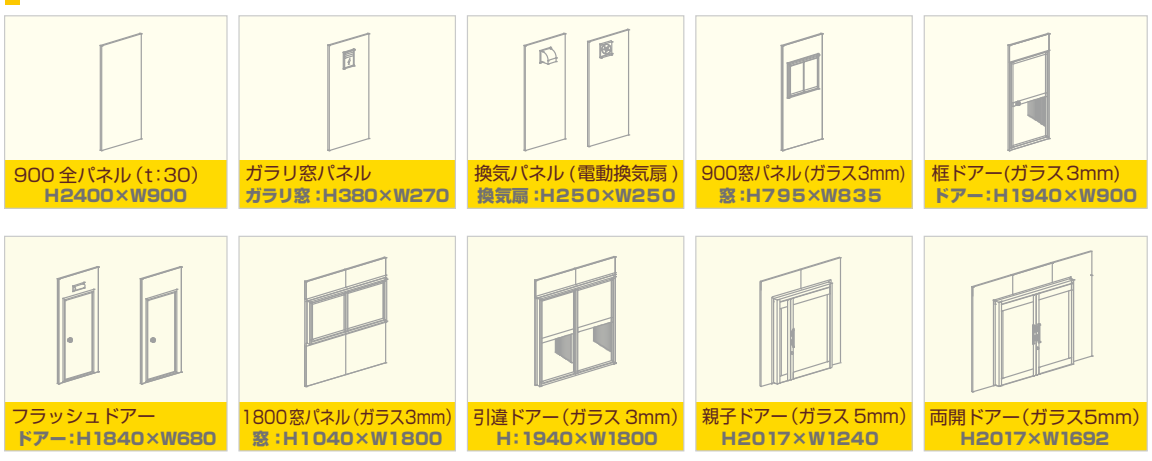 900 全パネル(t:30)
H2400×W900
ガラリ窓パネル
ガラリ窓:H380×W270
換気パネル(電動換気扇)
換気扇:H250×W250
900窓パネル(ガラス3mm)
窓:H795×W835
框ドアー(ガラス3mm)
ドアー:H1940×W900
フラッシュドアー
ドアー:H1840×W680
1800窓パネル(ガラス3mm)
窓:H1040×W1800
引違ドアー(ガラス 3mm)
H:1940×W1800
親子ドアー(ガラス 5mm)
H2017×W1240
両開ドアー(ガラス5mm)
H2017×W1692